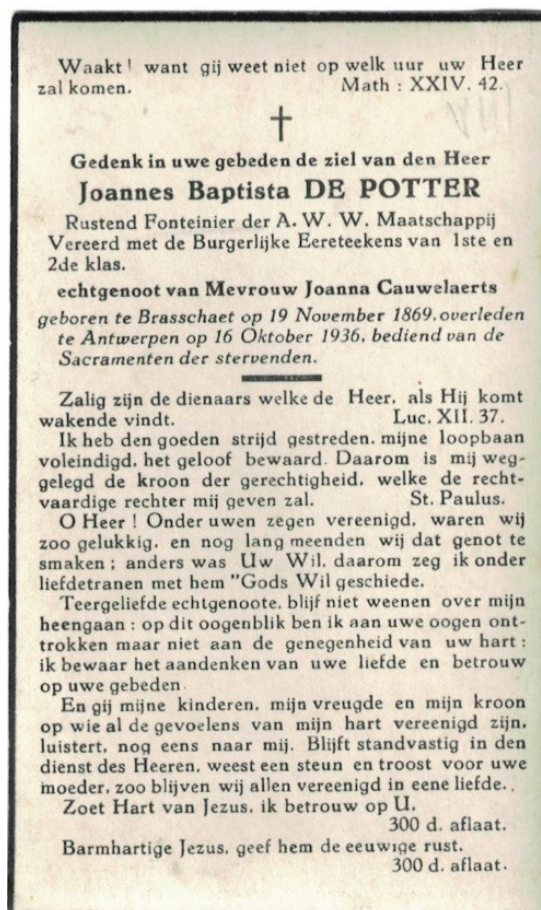 Waakt! want gij weet niet op welk uur uw Heer
zal komen. Math : XXIV. 42.
Gedenk in uwe gebeden de ziel van den Heer
Joannes Baptista DE POTTER
Rustend Fonteinier der A. W. W. Maatschappij
Vereerd met de Burgerlijke Eereteekens van 1ste en
2de klas.
echtgenoot van Mevrouw Joanna Cauwelaerts
geboren te Brasschaet op 19 November 1869. overleden
te Antwerpen op 16 Oktober 1936, bediend van de
Sacramenten der stervenden.
Zalig zijn de dienaars welke de Heer, als Hij komt
wakende vindt. Luc. XII. 37.
Ik heb den goeden strijd gestreden, mijne loopbaan
voleindigd, het geloof bewaard. Daarom is mij weg-
gelegd de kroon der gerechtigheid, welke de recht-
vaardige rechter mij geven zal. St. Paulus.
O Heer ! Onder uwen zegen vereenigd, waren wij
zoo gelukkig, en nog lang meenden wij dat genot te
smaken ; anders was Uw Wil, daarom zeg ik onder
liefdetranen met hem "Gods Wil geschiede.
Teergeliefde echtgenoote, blijf niet weenen over mijn
heengaan : op dit oogenblik ben ik aan uwe oogen ont-
trokken maar niet aan de genegenheid van uw hart :
ik bewaar het aandenken van uwe liefde en betrouw
op uwe gebeden.
En gij mijne kinderen, mijn vreugde en mijn kroon
op wie al de gevoelens van mijn hart vereenigd zijn,
luistert, nog eens naar mij. Blijft standvastig in den
dienst des Heeren, weest een steun en troost voor uwe
moeder, zoo blijven wij allen vereenigd in eene liefde.
Zoet Hart van Jezus, ik betrouw op U.
300 d. aflaat.
Barmhartige Jezus, geef hem de eeuwige rust.
300 d. aflaat.